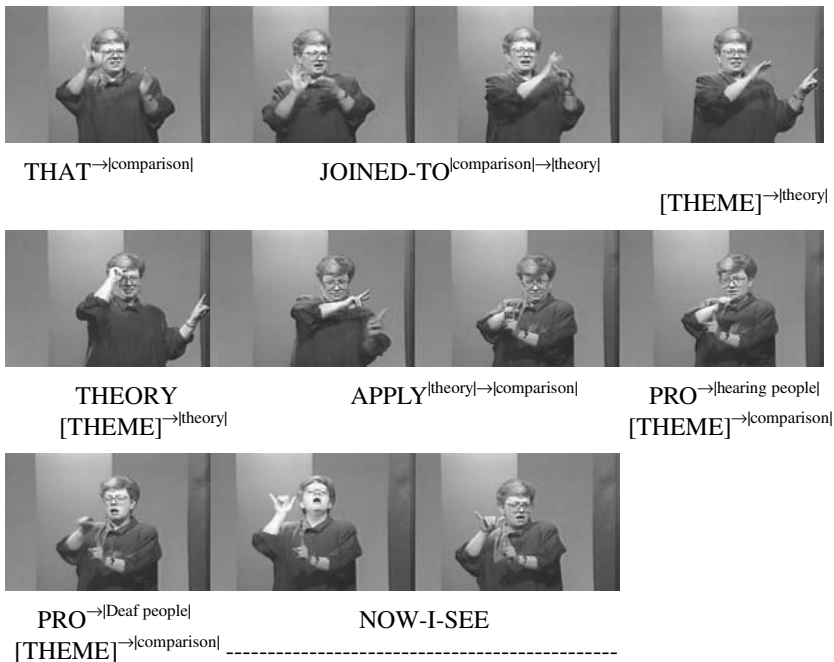 THAT→|comparison| JOINED-TO|comparison|→|theory|
[THEME]→|theory|
THEORY APPLY|theory|→|comparison| PRO→|hearing people|
[THEME]→|theory| [THEME]→|comparison|
PRO→|Deaf people| NOW-I-SEE
[THEME]→|comparison| -----------------------------------------------